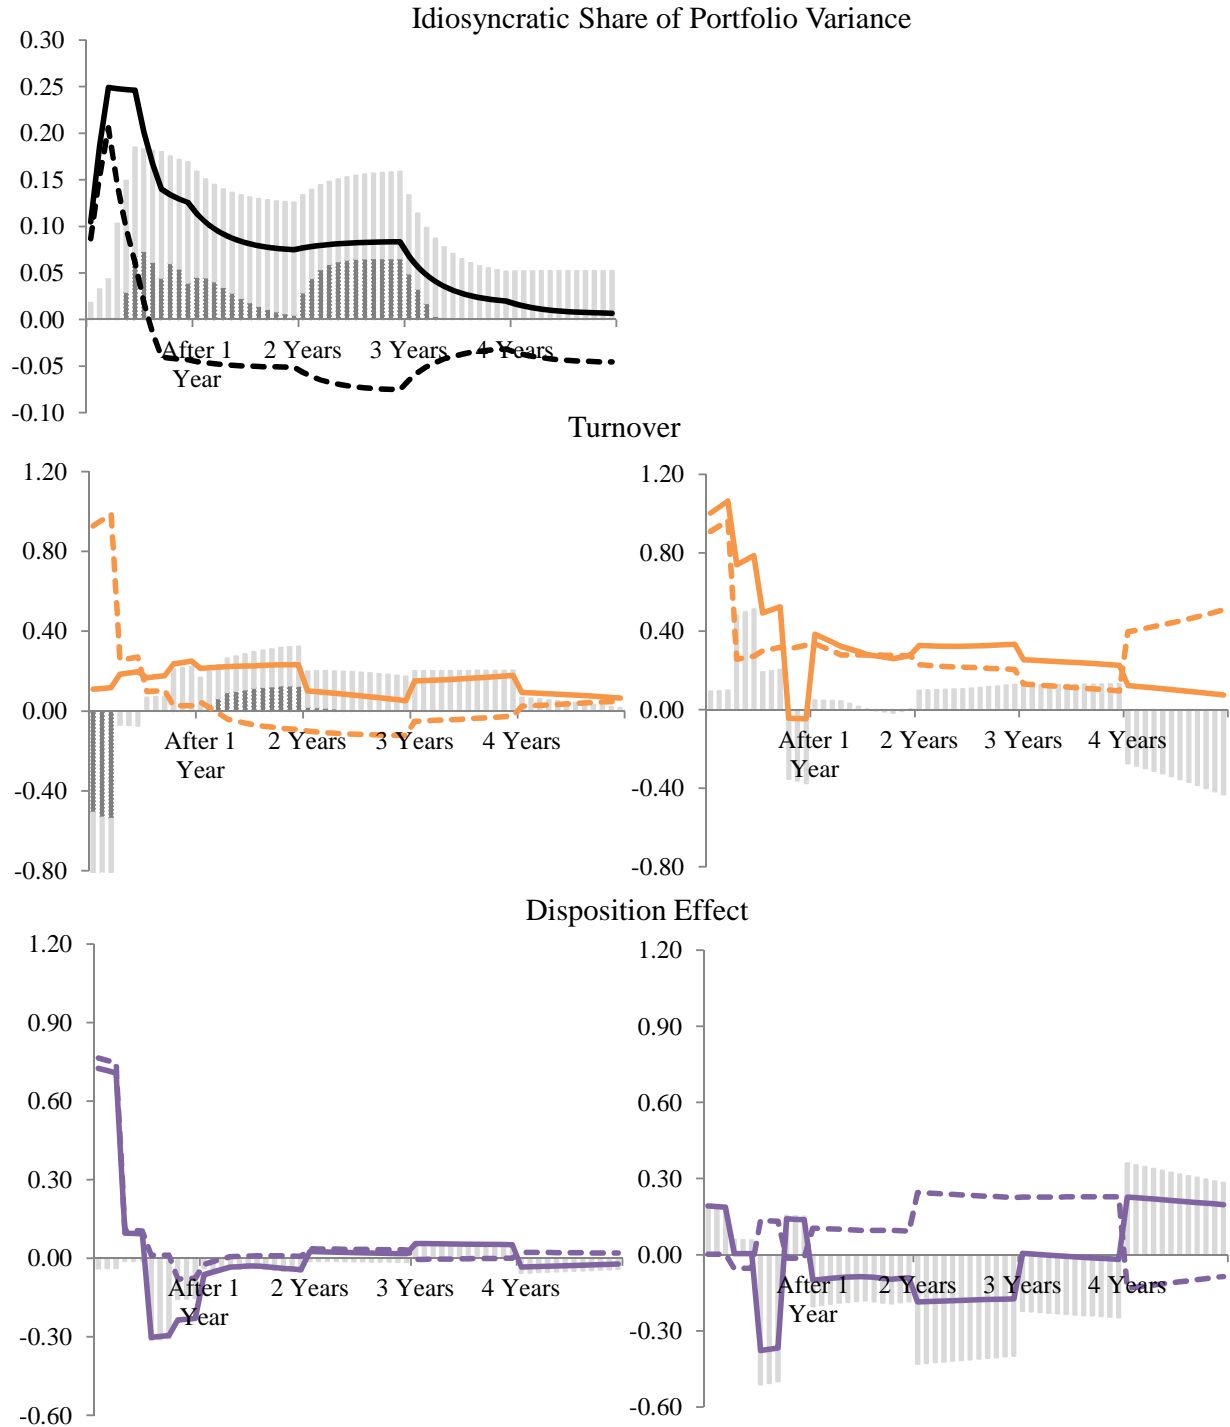 Idiosyncratic Share of Portfolio Variance
0.30
0.25
0.20
0.15
0.10
0.05
0.00
-0.05
-0.10
After 1
Year
2 Years
3 Years
4 Years
Turnover
1.20
0.80
0.40
0.00
-0.40
-0.80
After 1
Year
2 Years
3 Years
4 Years
1.20
0.80
0.40
0.00
-0.40
-0.80
After 1
Year
2 Years
3 Years
4 Years
Disposition Effect
1.20
0.90
0.60
0.30
0.00
-0.30
-0.60
After 1
Year
2 Years
3 Years
4 Years
1.20
0.90
0.60
0.30
0.00
-0.30
-0.60
After 1
Year
2 Years
3 Years
4 Years